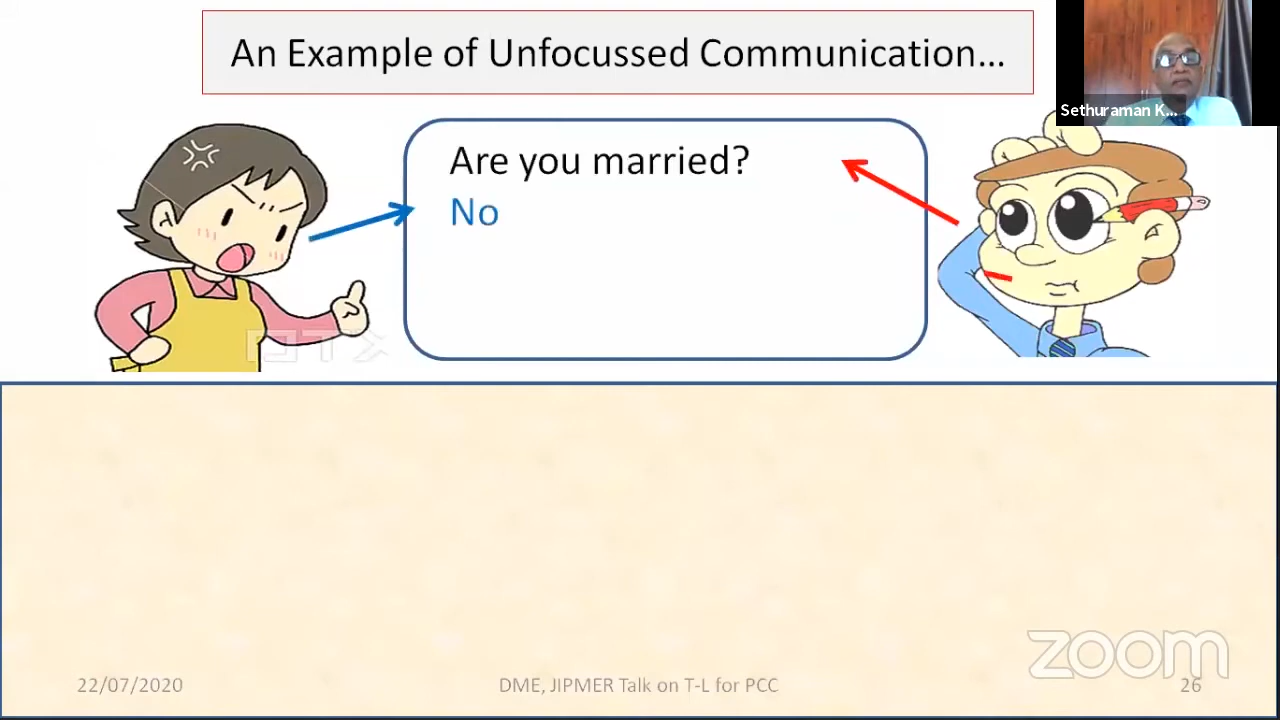 An Example of Unfocussed Communication...
Sethuraman K...
Are you married?
No
zoom
22/07/2020
DME, JIPMER Talk on T-L for PCC
26